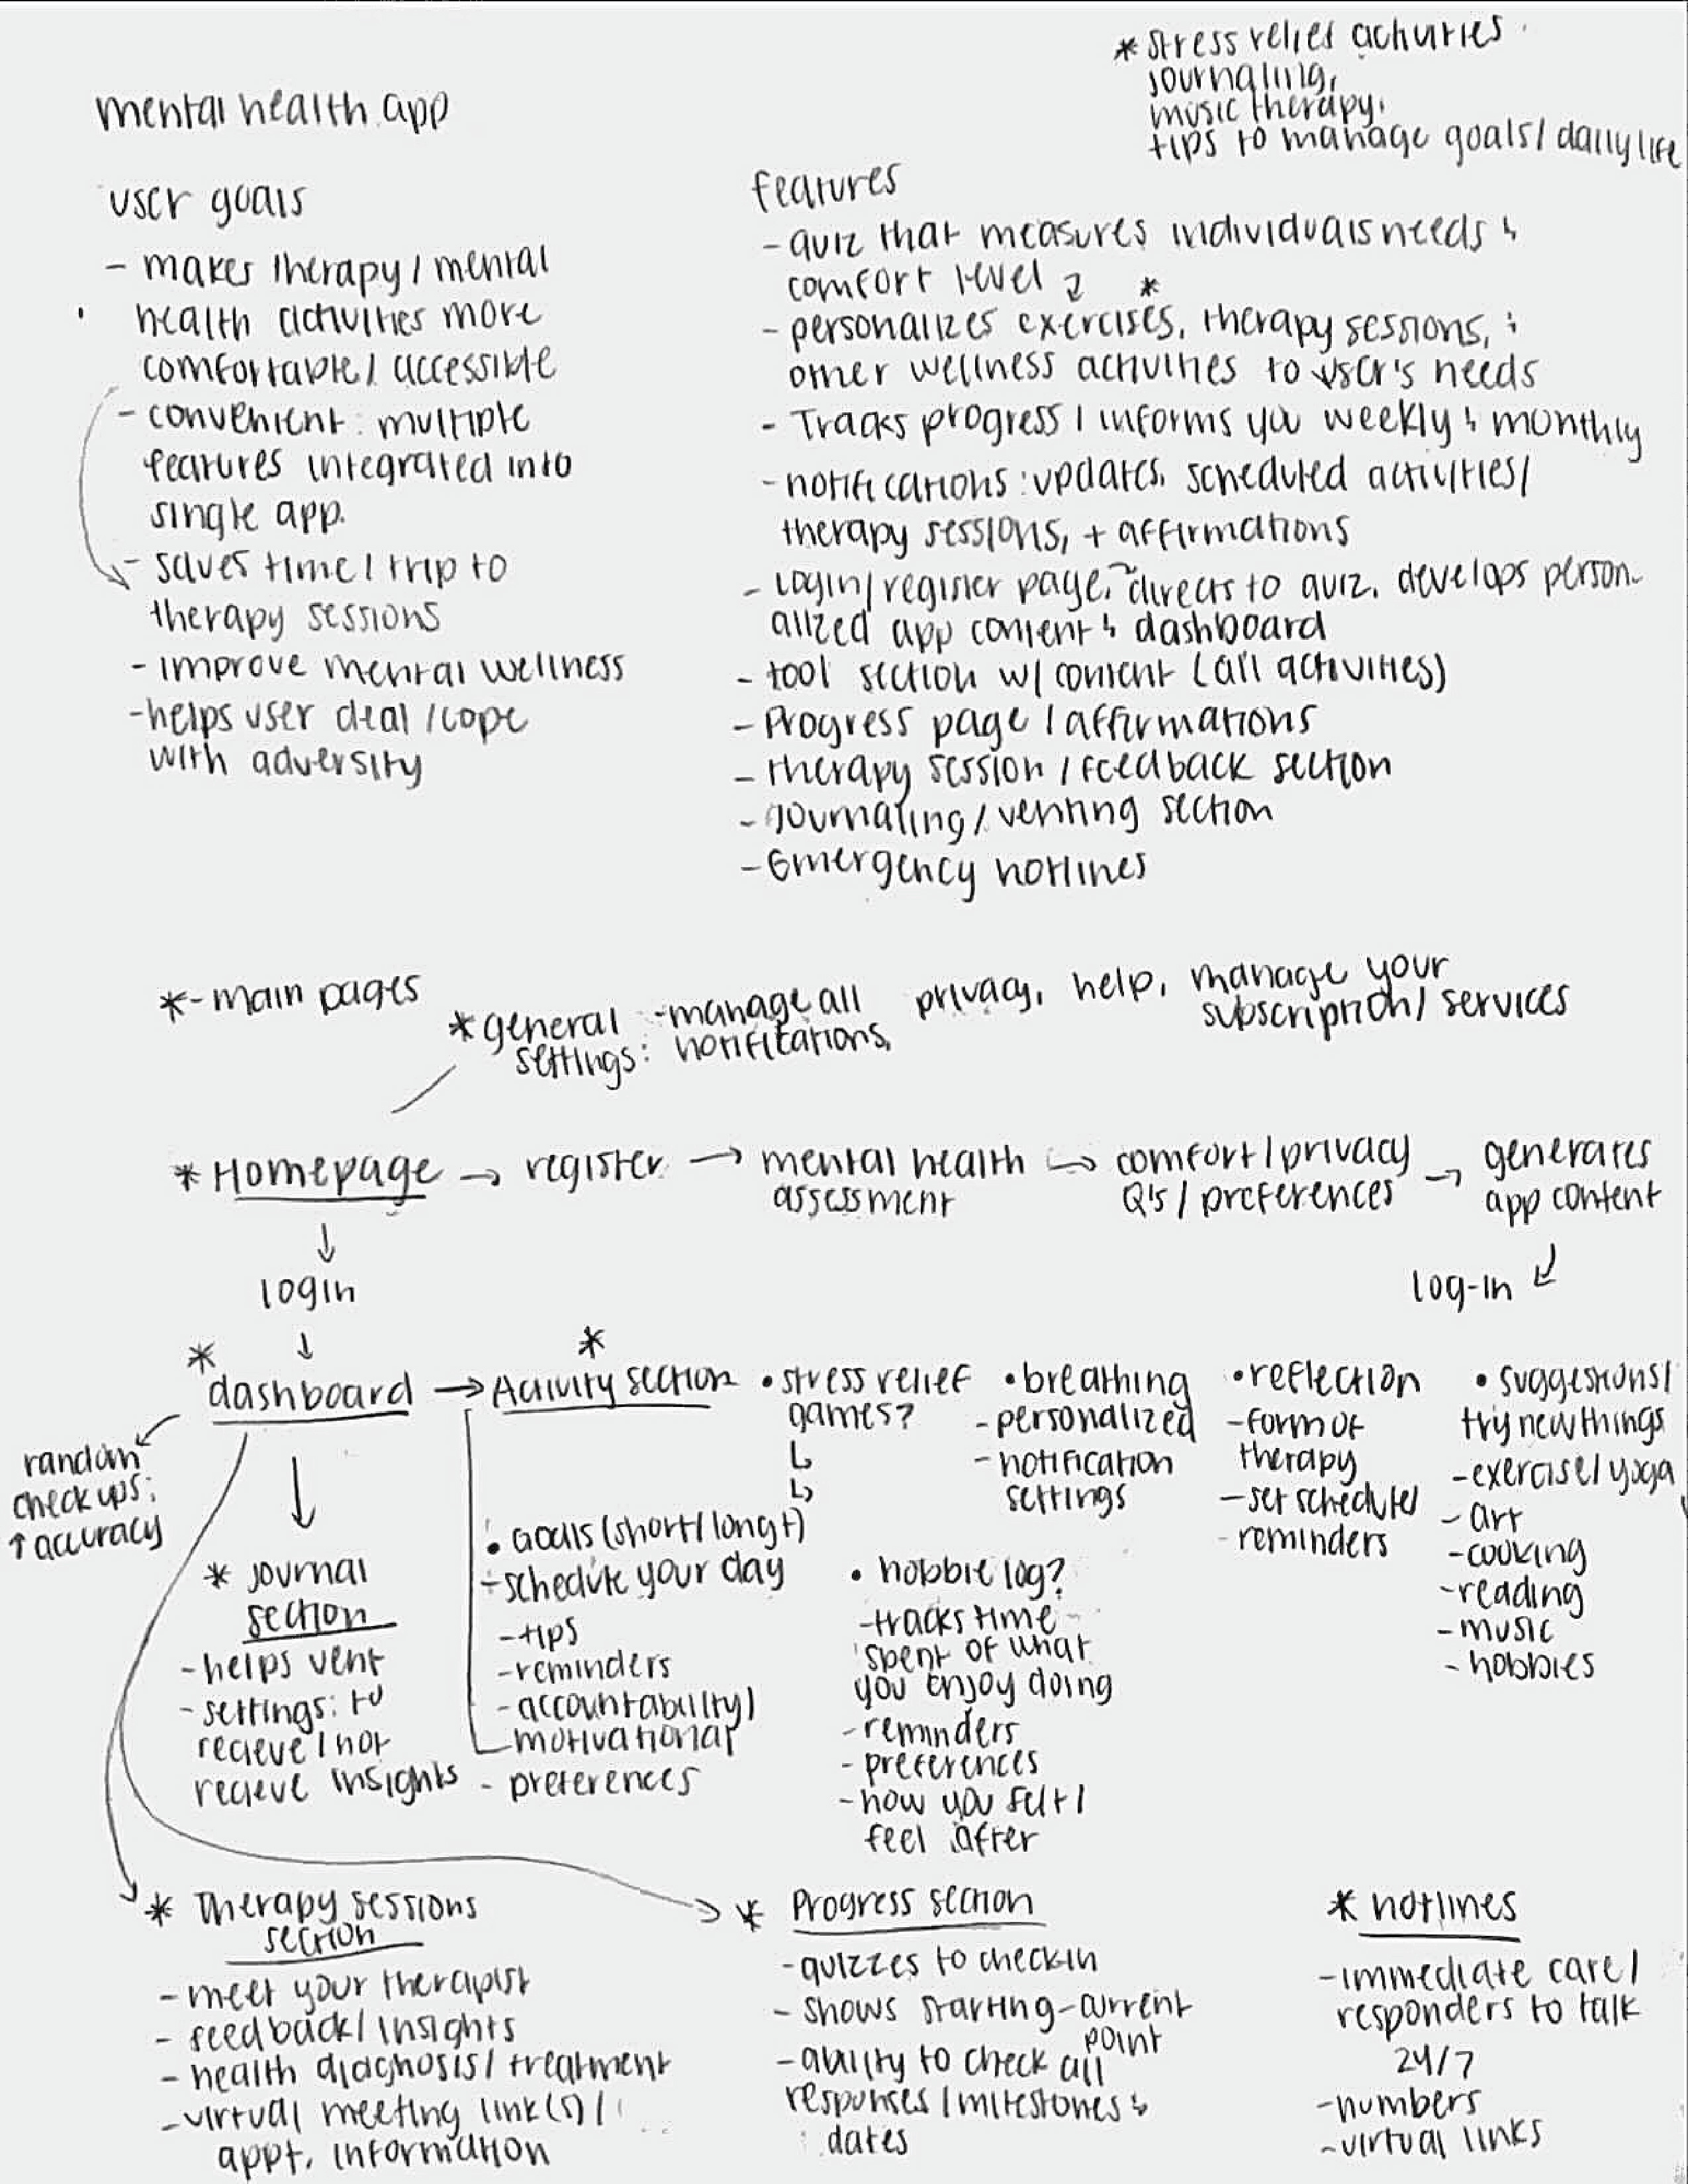 * stress relief activities
journaling,
music therapy,
tips to manage goals/daily life
mental health app
user goals
- makes therapy/mental
health activities more
comfortable/accessible
- convenient: multiple
features integrated into
single app.
- saves time/trip to
therapy sessions
- improve mental wellness
- helps user deal/cope
with adversity
features
- quiz that measures individuals needs &
comfort level
*
- personalizes exercises, therapy sessions, &
other wellness activities to user's needs
- Tracks progress/informs you weekly & monthly
- notifications: updates, scheduled activities/
therapy sessions, + affirmations
- login/register page, directs to quiz, develops person-
alized app content & dashboard
- tool section w/ content (all activities)
- Progress page/affirmations
- therapy session/feedback section
- Journaling/venting section
- Emergency hotlines
*- main pages
* general settings: - manage all notifications, privacy, help, manage your
subscription/services
* Homepage → register → mental health assessment → comfort/privacy Q's/preferences → generates app content
↓
login
↓
log-in
* dashboard → * Activity section
random
check ups:
↑ accuracy
• stress relief
games?
• breathing
- personalized
- notification
settings
• reflection
- form of
therapy
- set schedule/
- reminders
• suggestions/
try new things
- exercise/yoga
- art
- cooking
- reading
- music
- hobbies
* Journal
section
- helps vent
- settings: to
recieve/not
recieve insights
• Goals (short/long t)
- schedule your day
- tips
- reminders
- accountability/
motivational
- preferences
• hobbie log?
- tracks time
spent of what
you enjoy doing
- reminders
- preferences
- how you felt/
feel after
* Therapy sessions
section
- meet your therapist
- feedback/insights
- health diagnosis/treatment
- virtual meeting link(s)/
appt. information
* Progress section
- quizzes to check in
- shows starting-current
point
- ability to check all
responses/milestones &
dates
* hotlines
- immediate care/
responders to talk
24/7
- numbers
- virtual links